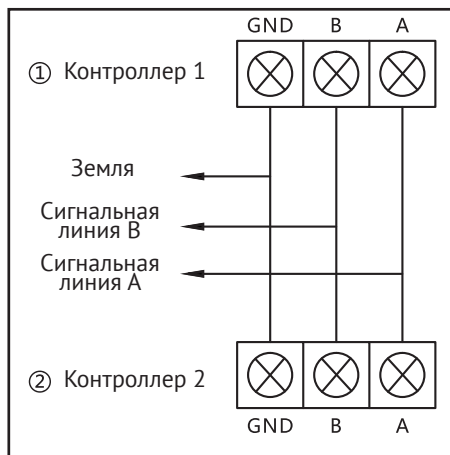 GND B A
① Контроллер 1
Земля
Сигнальная
линия B
Сигнальная
линия A
② Контроллер 2
GND B A